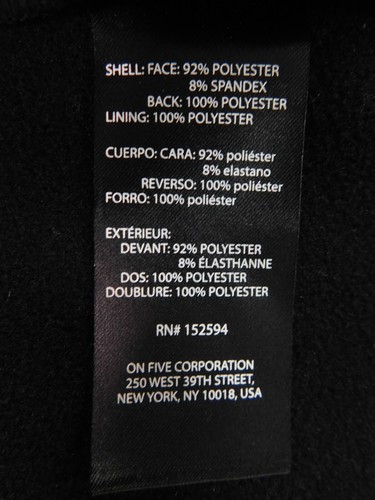 SHELL: FACE: 92% POLYESTER
8% SPANDEX
BACK: 100% POLYESTER
LINING: 100% POLYESTER
CUERPO: CARA: 92% poliéster
8% elastano
REVERSO: 100% poliéster
FORRO: 100% poliéster
EXTÉRIEUR:
DEVANT: 92% POLYESTER
8% ÉLASTHANNE
DOS: 100% POLYESTER
DOUBLURE: 100% POLYESTER
RN# 152594
ON FIVE CORPORATION
250 WEST 39TH STREET,
NEW YORK, NY 10018, USA